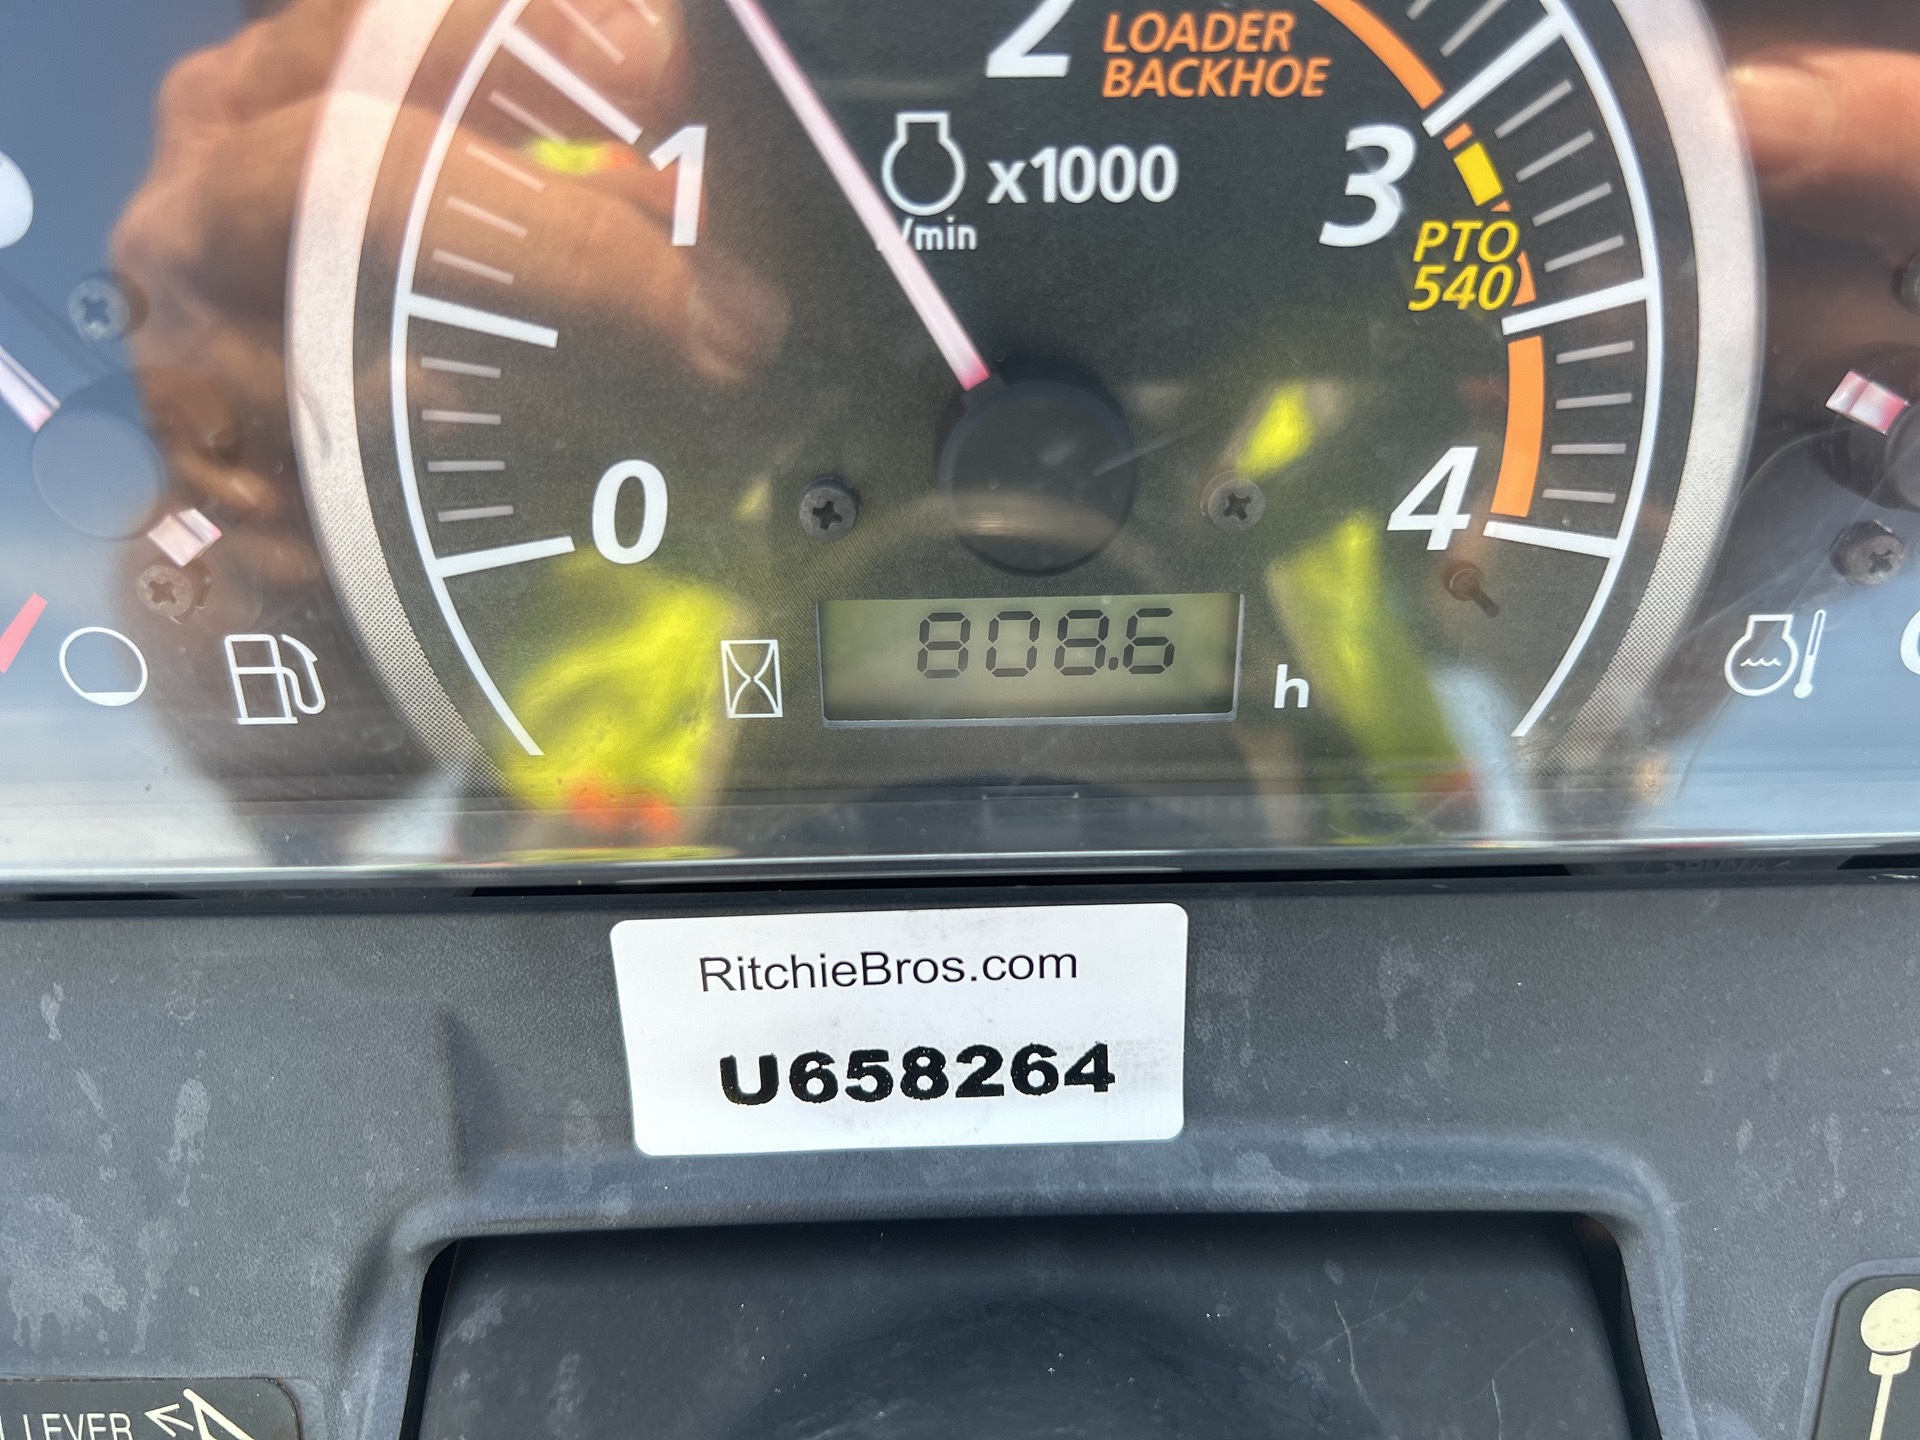 2
LOADER
BACKHOE
1
x1000
3
/min
PTO
540
0
4
808.6
h
RitchieBros.com
U658264
LEVER